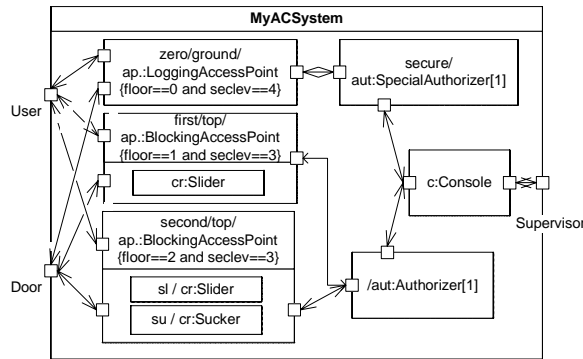 MyACSystem
zero/ground/
ap.:LoggingAccessPoint
{floor==0 and seclev==4}
secure/
aut:SpecialAuthorizer[1]
User
first/top/
ap.:BlockingAccessPoint
{floor==1 and seclev==3}
cr:Slider
c:Console
Supervisor
second/top/
ap.:BlockingAccessPoint
{floor==2 and seclev==3}
Door
sl / cr:Slider
su / cr:Sucker
/aut:Authorizer[1]